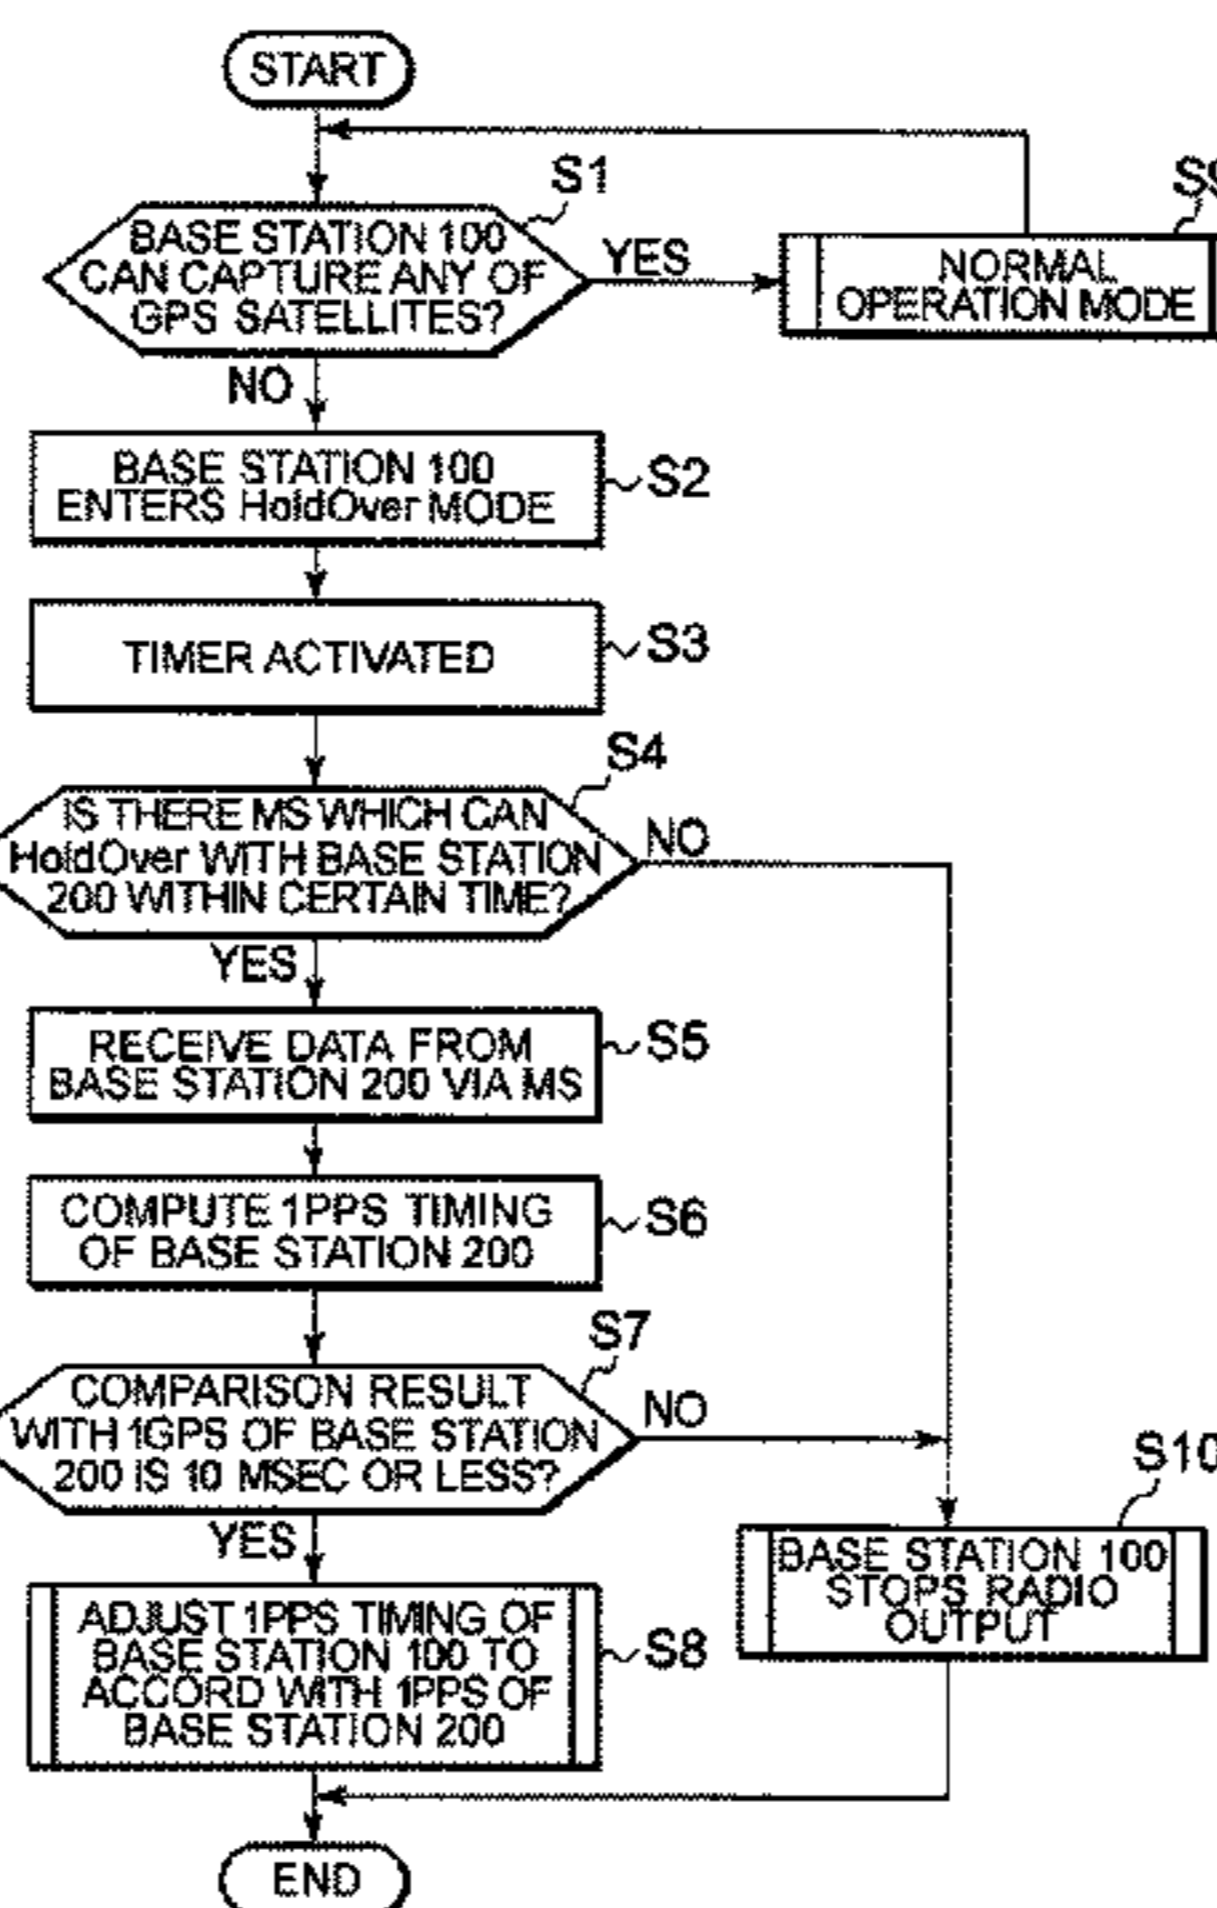 START
S1
BASE STATION 100
CAN CAPTURE ANY OF
GPS SATELLITES?
YES
NORMAL
OPERATION MODE
NO
BASE STATION 100
ENTERS HoldOver MODE
S2
TIMER ACTIVATED
S3
S4
IS THERE MS WHICH CAN
HoldOver WITH BASE STATION
200 WITHIN CERTAIN TIME?
NO
YES
RECEIVE DATA FROM
BASE STATION 200 VIA MS
S5
COMPUTE 1PPS TIMING
OF BASE STATION 200
S6
S7
COMPARISON RESULT
WITH 1GPS OF BASE STATION
200 IS 10 MSEC OR LESS?
NO
YES
S10
BASE STATION 100
STOPS RADIO
OUTPUT
ADJUST 1PPS TIMING OF
BASE STATION 100 TO
ACCORD WITH 1PPS OF
BASE STATION 200
S8
END